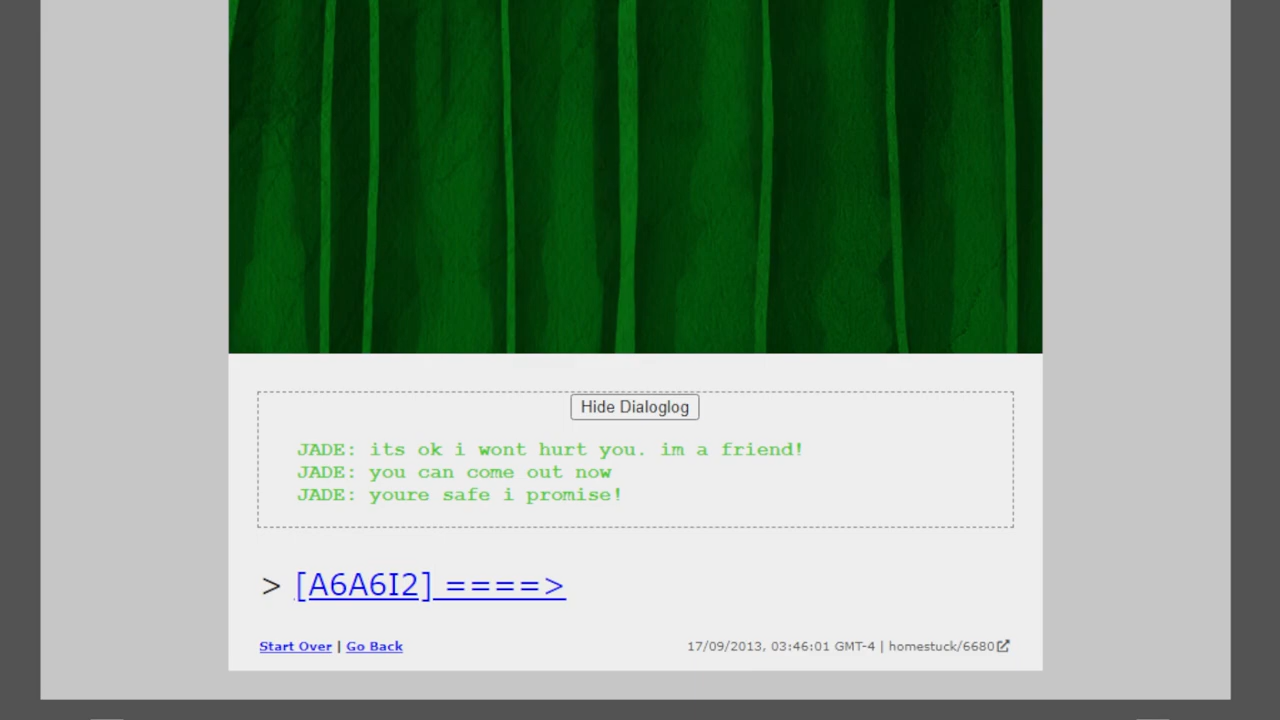 Hide Dialoglog
JADE: its ok i wont hurt you. im a friend!
JADE: you can come out now
JADE: youre safe i promise!
> [A6A6I2] ====>
Start Over | Go Back
17/09/2013, 03:46:01 GMT-4 | homestuck/6680